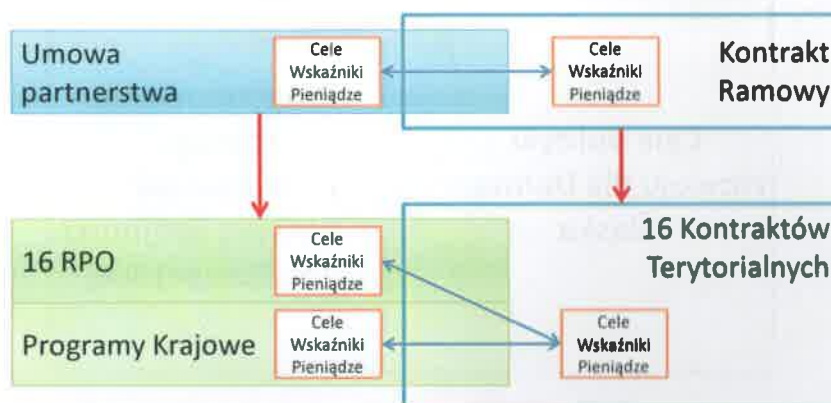 Umowa
partnerstwa
Cele
Wskaźniki
Pieniądze
Cele
Wskaźniki
Pieniądze
Kontrakt
Ramowy
16 RPO
Cele
Wskaźniki
Pieniądze
16 Kontraktów
Terytorialnych
Programy Krajowe
Cele
Wskaźniki
Pieniądze
Cele
Wskaźniki
Pieniądze